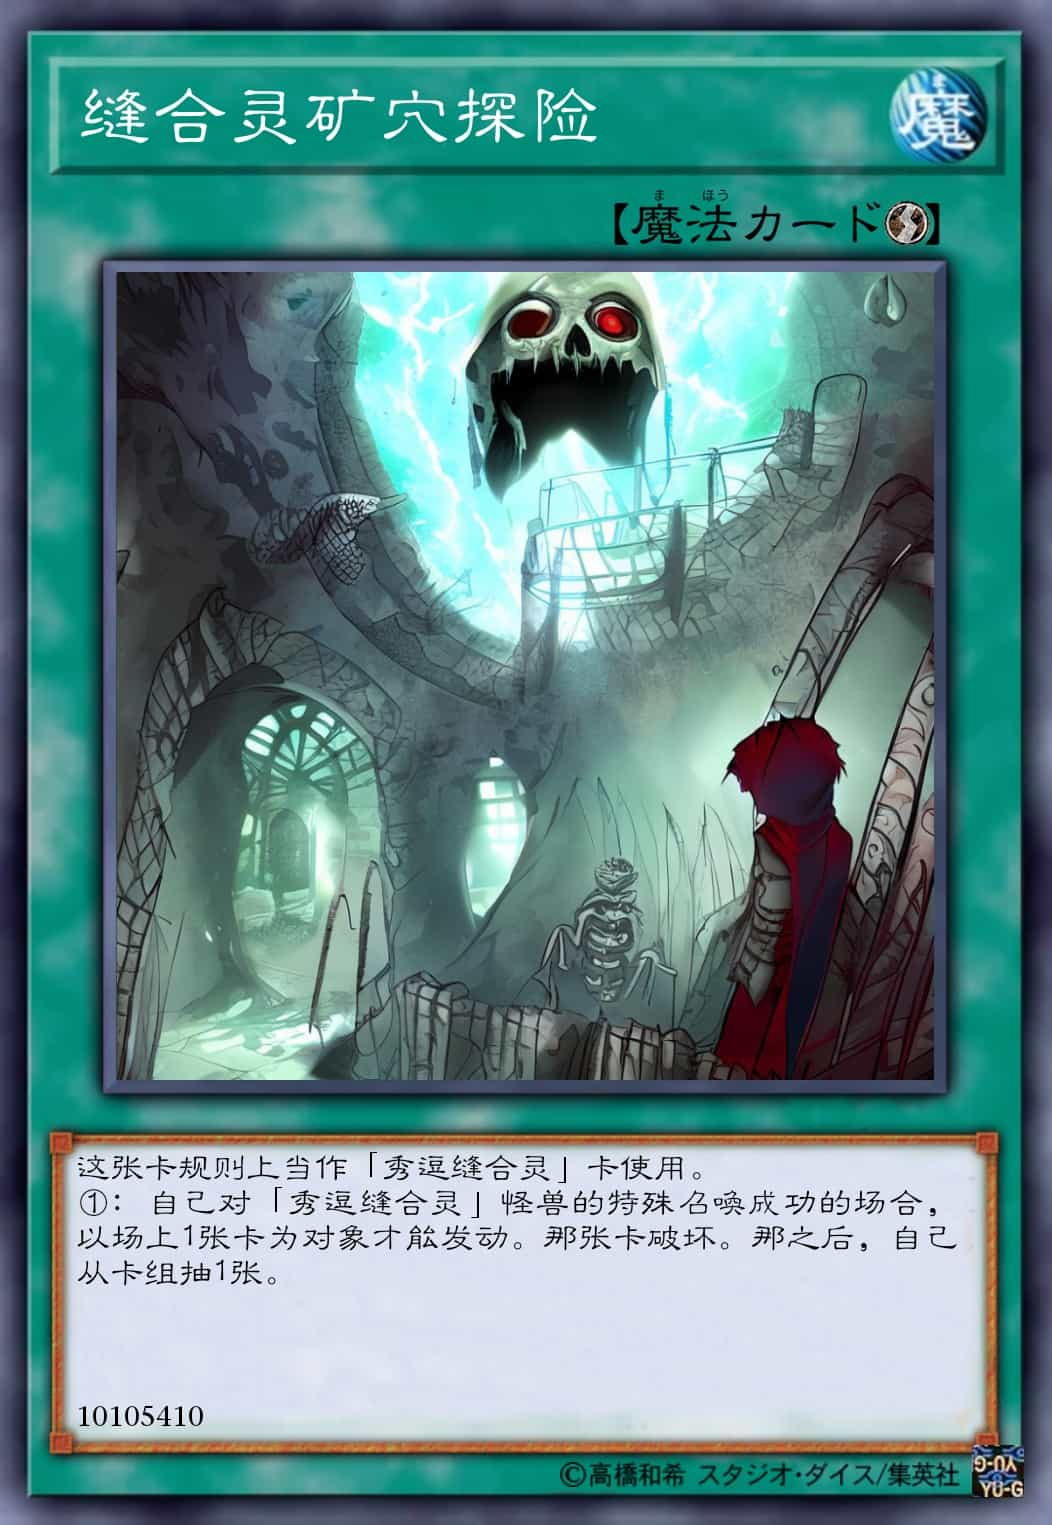 缝合灵矿穴探险
魔
【魔法カード】
ま ほう
这张卡规则上当作「秀逗缝合灵」卡使用。
①：自己对「秀逗缝合灵」怪兽的特殊召唤成功的场合，
以场上1张卡为对象才能发动。那张卡破坏。那之后，自己
从卡组抽1张。
10105410
©高橋和希 スタジオ・ダイス/集英社